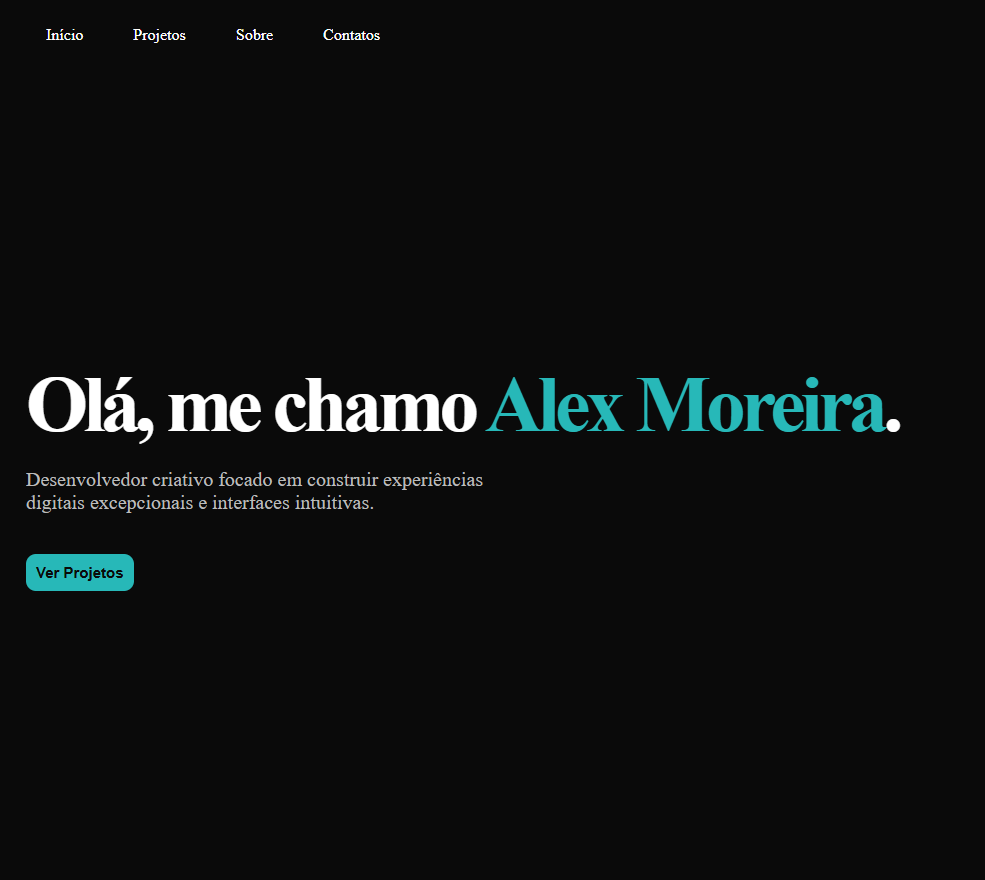 Início Projetos Sobre Contatos
Olá, me chamo Alex Moreira.
Desenvolvedor criativo focado em construir experiências
digitais excepcionais e interfaces intuitivas.
Ver Projetos